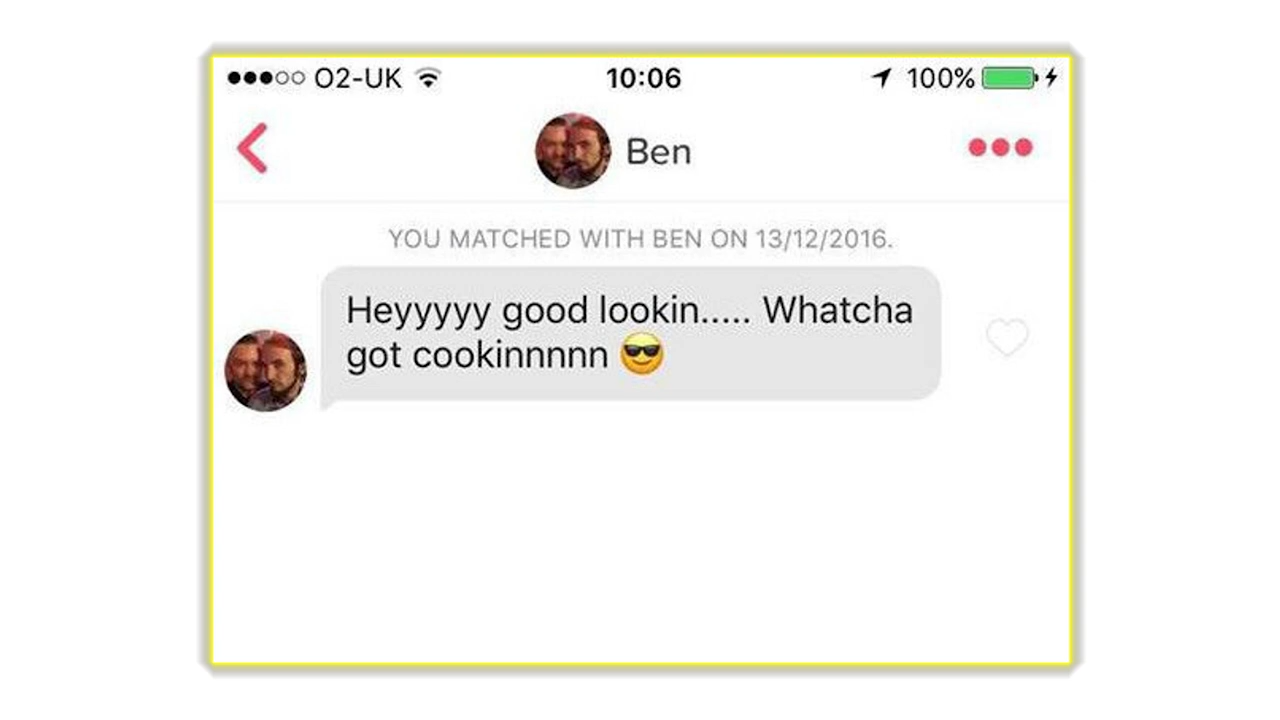 ●●●○○ O2-UK 10:06 100%
Ben
YOU MATCHED WITH BEN ON 13/12/2016.
Heyyyyy good lookin..... Whatcha
got cookinnnnn 😎